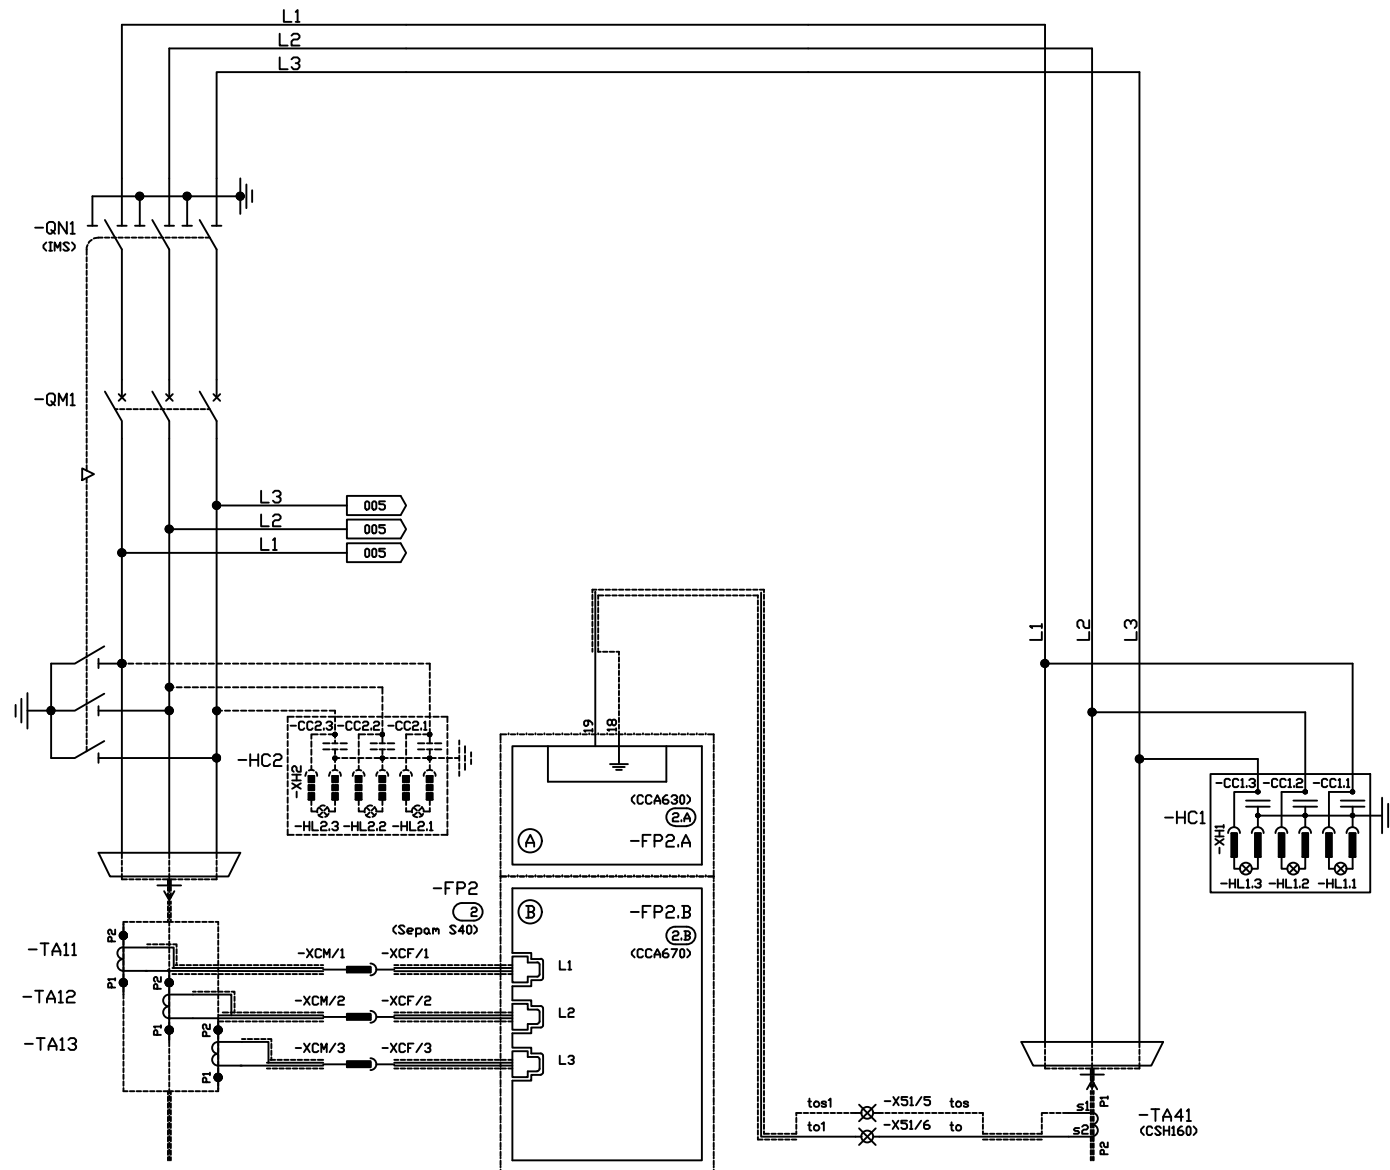 L1
L2
L3
-QN1
(IMS)
-QM1
L3
005
L2
005
L1
005
L1
L2
L3
19
18
-CC2.3
-CC2.2
-CC2.1
-HC2
-XH2
-HL2.3
-HL2.2
-HL2.1
(CCA630)
2.A
A
-FP2.A
-CC1.3
-CC1.2
-CC1.1
-HC1
-XH1
-HL1.3
-HL1.2
-HL1.1
-FP2
2
(Sepam S40)
B
-FP2.B
2.B
(CCA670)
P2
-TA11
-XCM/1
-XCF/1
L1
P1
P2
-TA12
-XCM/2
-XCF/2
L2
P1
P2
-TA13
-XCM/3
-XCF/3
L3
P1
tos1
-X51/5
tos
s1
P1
to1
-X51/6
to
s2
P2
-TA41
(CSH160)